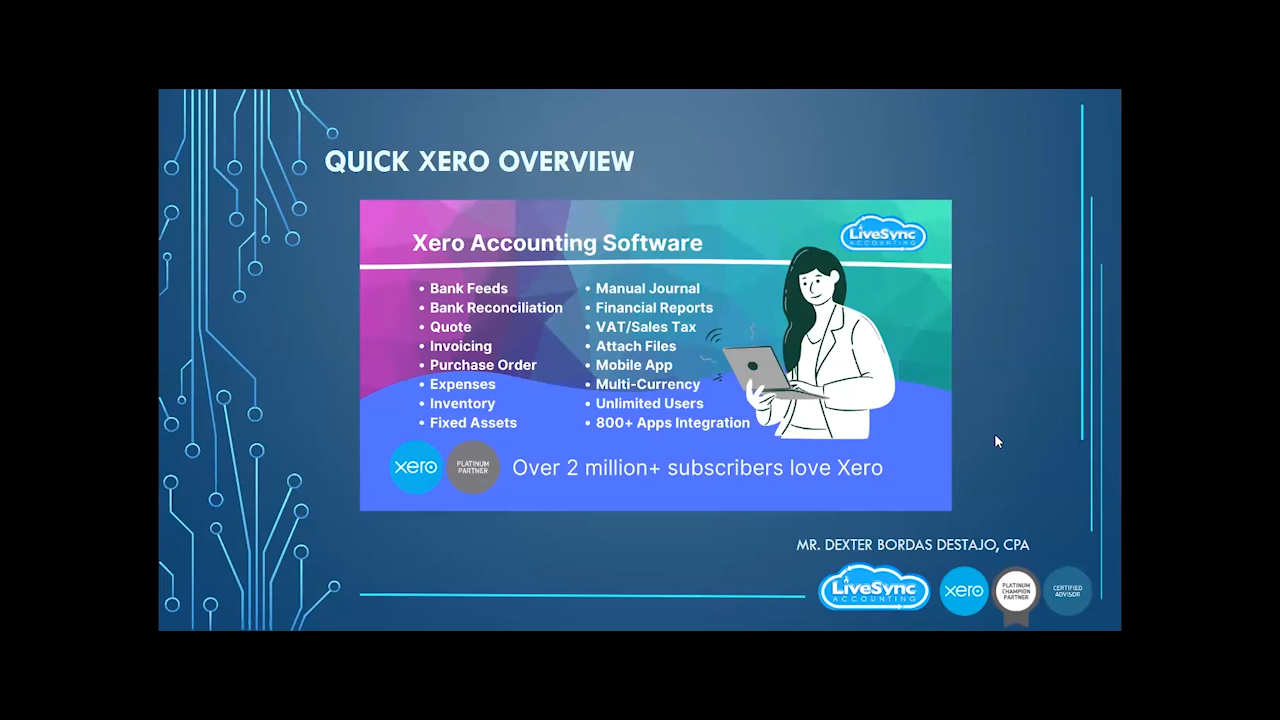 QUICK XERO OVERVIEW
LiveSync
ACCOUNTING
Xero Accounting Software
• Bank Feeds
• Bank Reconciliation
• Quote
• Invoicing
• Purchase Order
• Expenses
• Inventory
• Fixed Assets
• Manual Journal
• Financial Reports
• VAT/Sales Tax
• Attach Files
• Mobile App
• Multi-Currency
• Unlimited Users
• 800+ Apps Integration
xero
PLATINUM
PARTNER
Over 2 million+ subscribers love Xero
MR. DEXTER BORDAS DESTAJO, CPA
LiveSync
ACCOUNTING
xero
PLATINUM
CHAMPION
PARTNER
CERTIFIED
ADVISOR